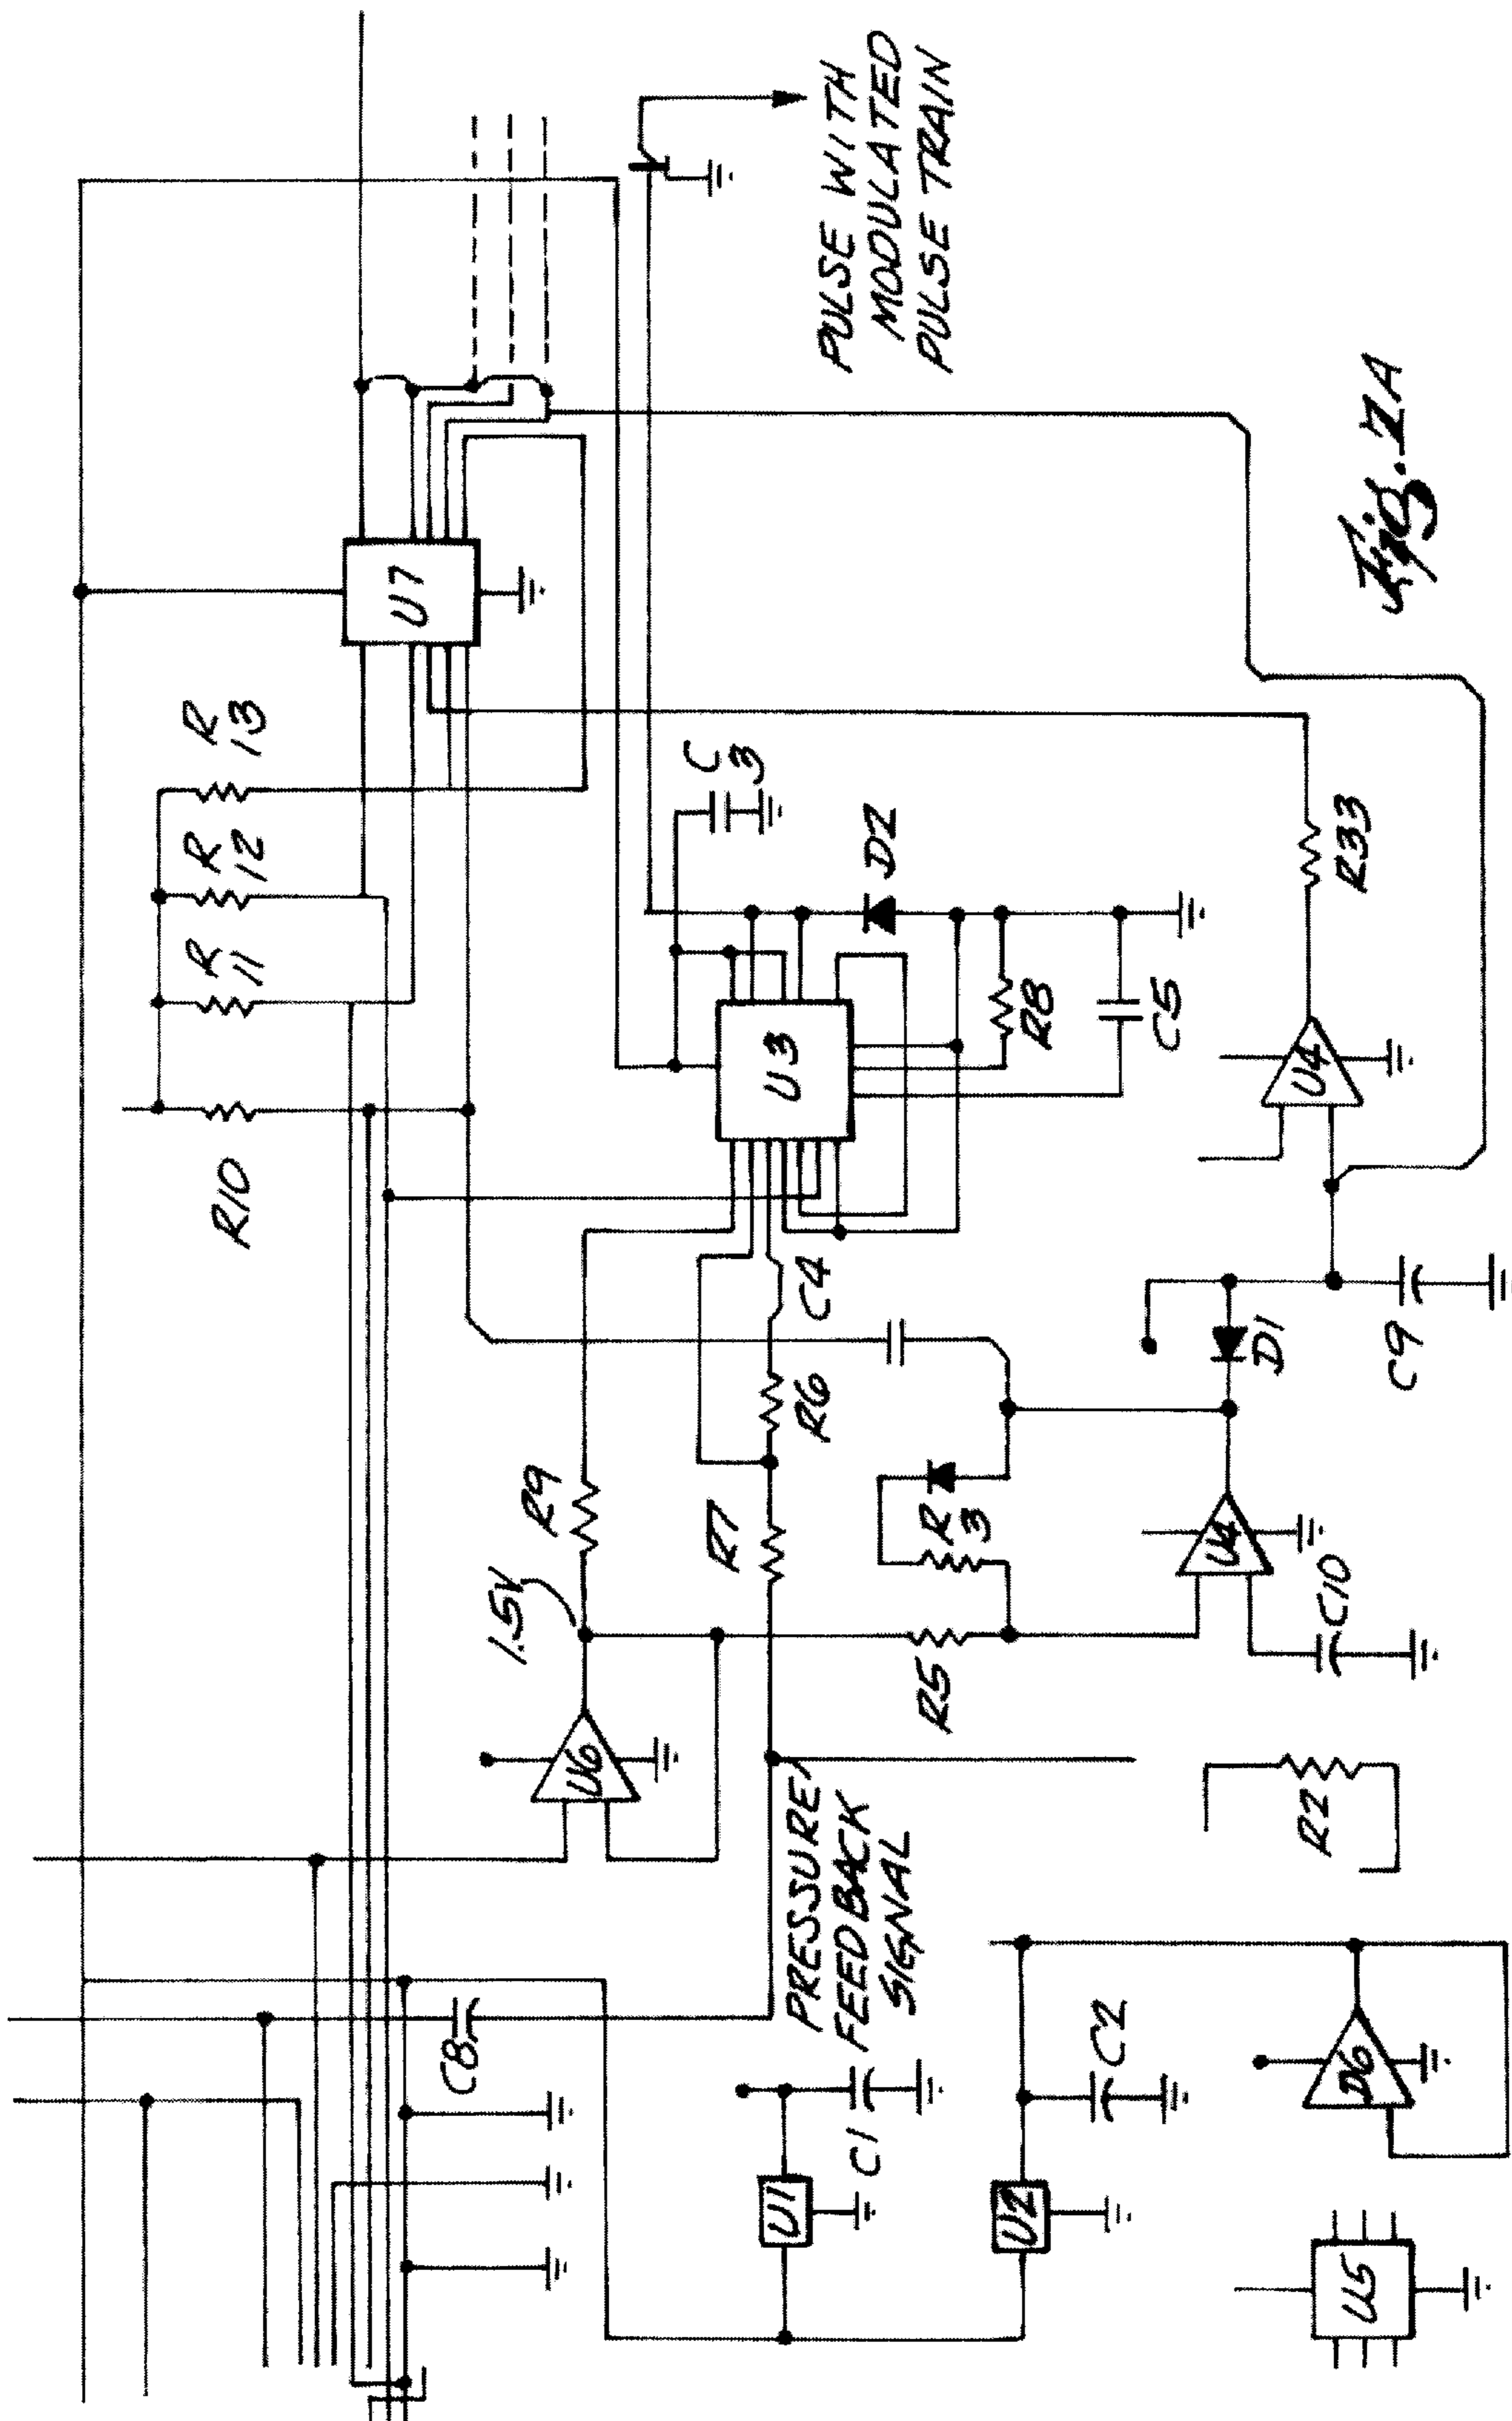 R
13
R
12
R
11
R10
U7
PULSE WITH
MODULATED
PULSE TRAIN
C
3
D2
U3
R8
C5
R9
1.5V
C4
R6
R7
U6
PRESSURE
FEEDBACK
SIGNAL
C8
R
3
R5
U4
C10
D1
C9
U4
R33
U1
C1
U2
C2
R2
D6
U5
Fig. 7A